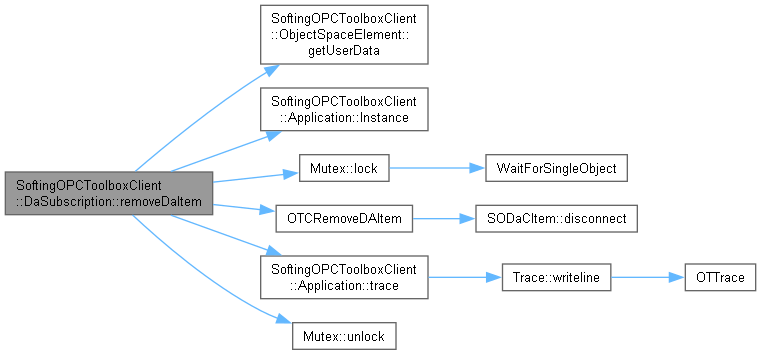 SoftingOPCToolboxClient
::ObjectSpaceElement::
getUserData
SoftingOPCToolboxClient
::Application::Instance
Mutex::lock
WaitForSingleObject
SoftingOPCToolboxClient
::DaSubscription::removeDaItem
OTCRemoveDAItem
SODaCItem::disconnect
SoftingOPCToolboxClient
::Application::trace
Trace::writeline
OTTrace
Mutex::unlock